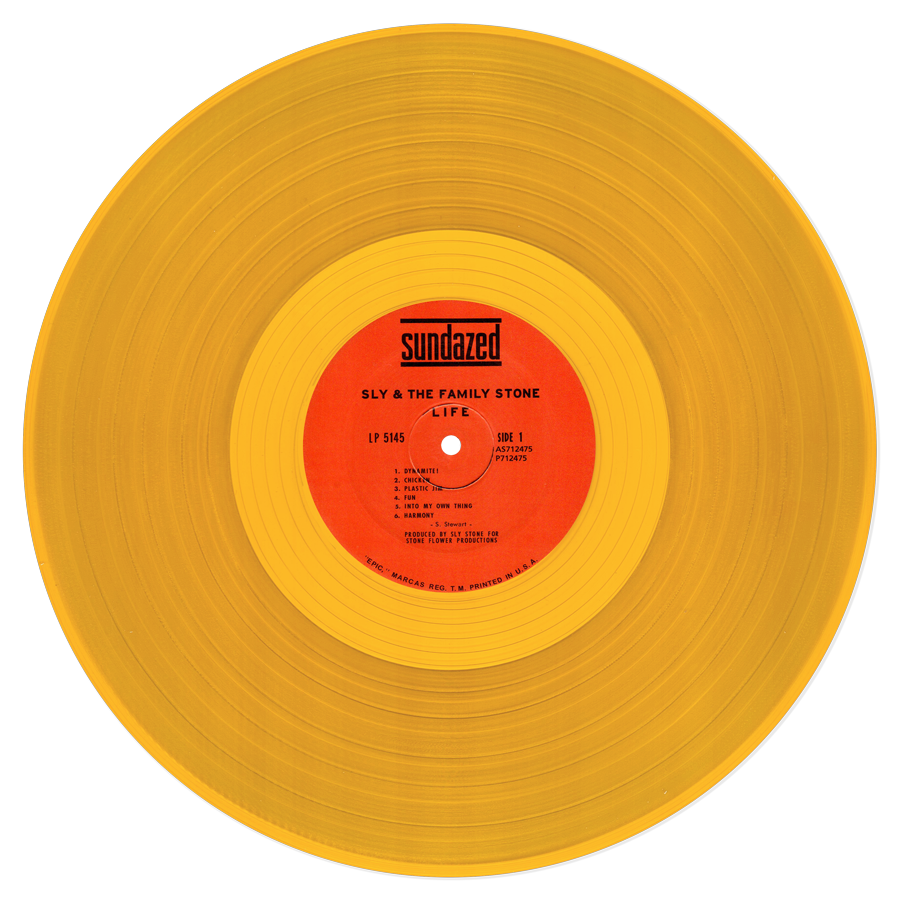 sundazed
SLY & THE FAMILY STONE
LIFE
LP 5145
SIDE 1
AS712475
P712475
1. DYNAMITE!
2. CHICKEN
3. PLASTIC JIM
4. FUN
5. INTO MY OWN THING
6. HARMONY
- S. Stewart -
PRODUCED BY SLY STONE FOR
STONE FLOWER PRODUCTIONS
"EPIC," MARCAS REG. T.M. PRINTED IN U.S.A.